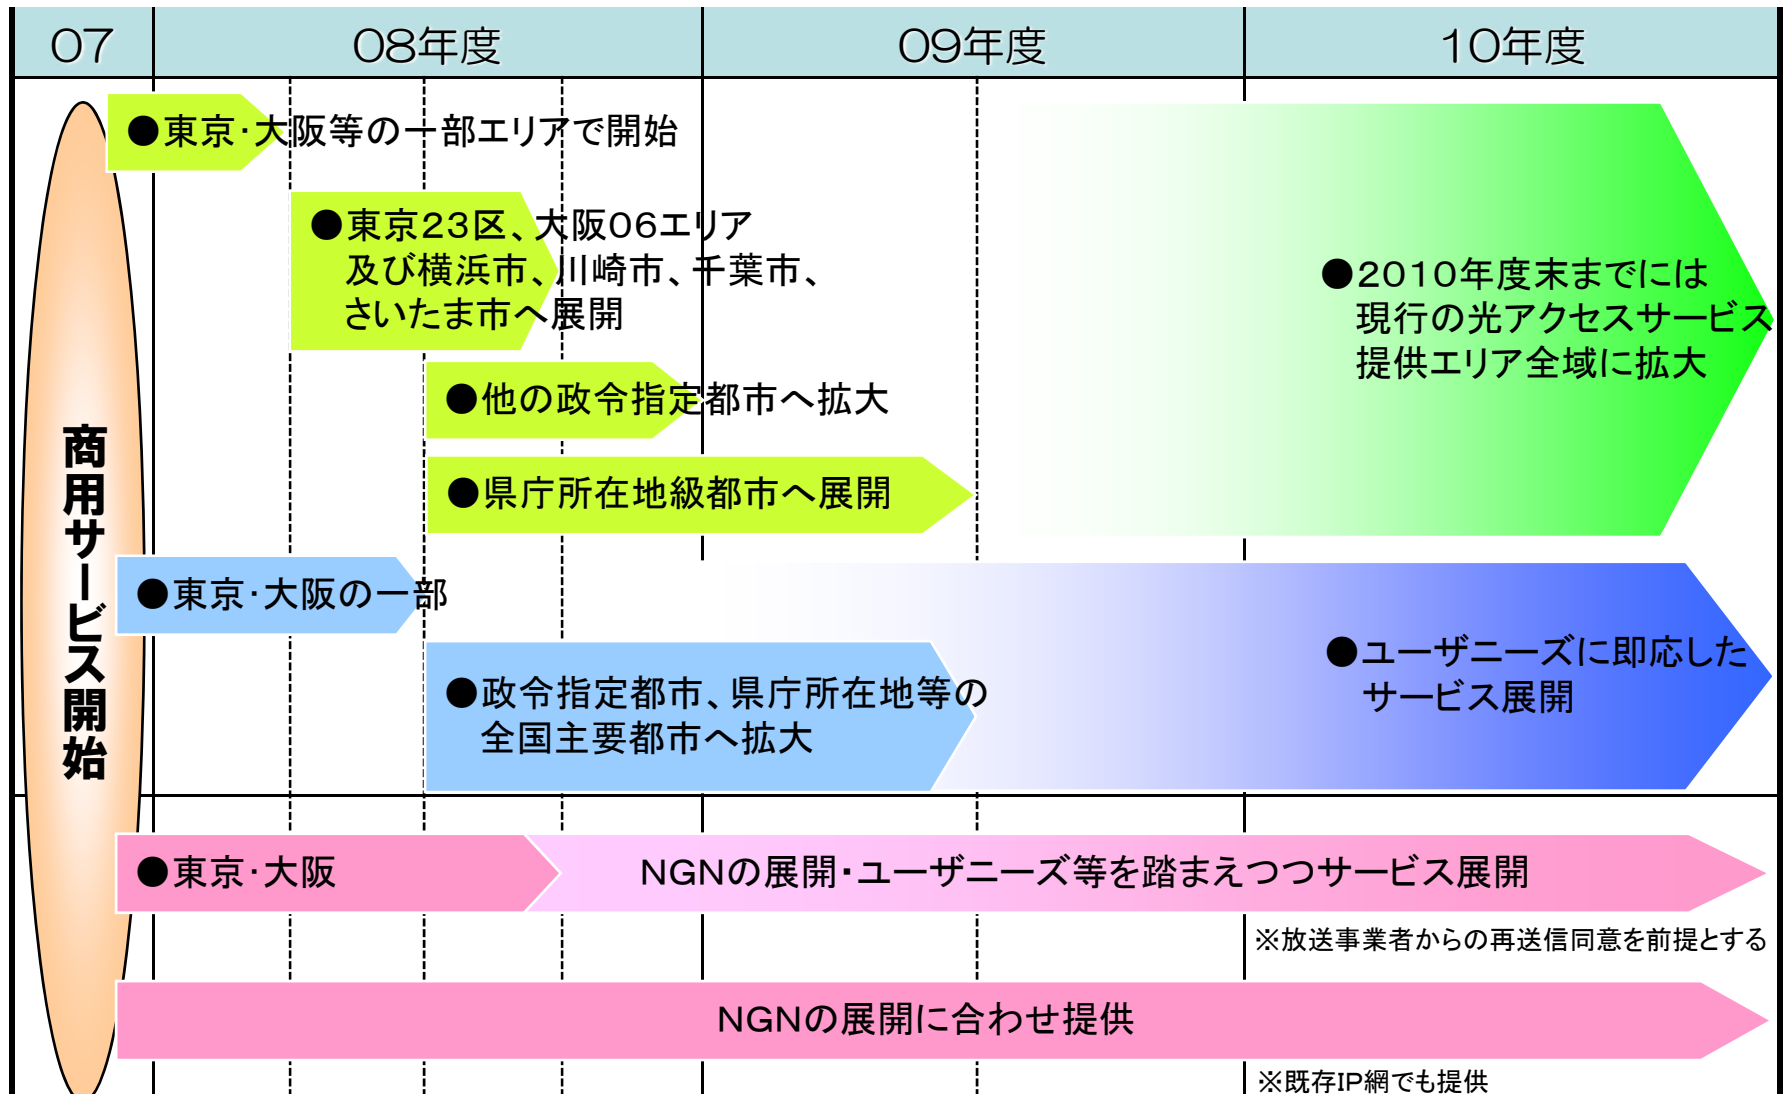 07
08年度
09年度
10年度
商用サービス開始
●東京・大阪等の一部エリアで開始
●東京23区、大阪06エリア
及び横浜市、川崎市、千葉市、
さいたま市へ展開
●他の政令指定都市へ拡大
●県庁所在地級都市へ展開
●2010年度末までには
現行の光アクセスサービス
提供エリア全域に拡大
●東京・大阪の一部
●政令指定都市、県庁所在地等の
全国主要都市へ拡大
●ユーザニーズに即応した
サービス展開
●東京・大阪
NGNの展開・ユーザニーズ等を踏まえつつサービス展開
※放送事業者からの再送信同意を前提とする
NGNの展開に合わせ提供
※既存IP網でも提供